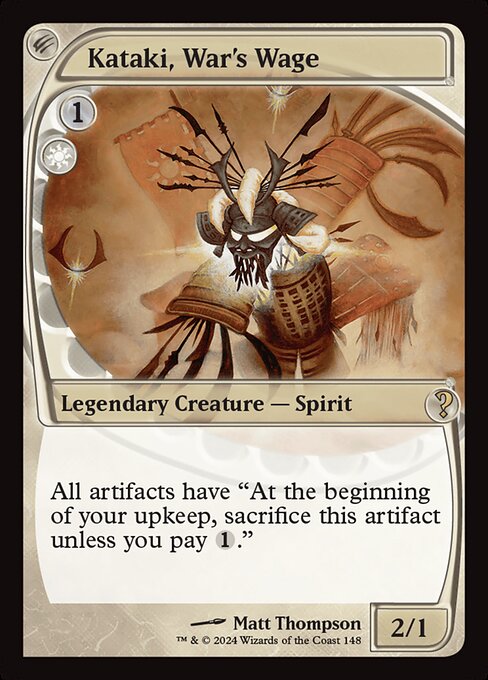 Kataki, War's Wage
1
Legendary Creature — Spirit
All artifacts have “At the beginning
of your upkeep, sacrifice this artifact
unless you pay 1.”
Matt Thompson
2/1
™ & © 2024 Wizards of the Coast 148